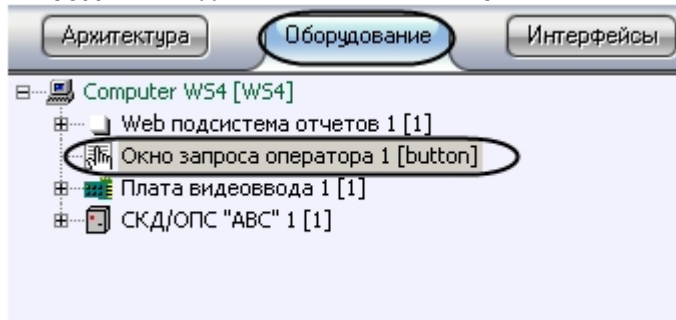 Архитектура Оборудование Интерфейсы
Computer WS4 [WS4]
Web подсистема отчетов 1 [1]
Окно запроса оператора 1 [button]
Плата видеоввода 1 [1]
СКД/ОПС "ABC" 1 [1]